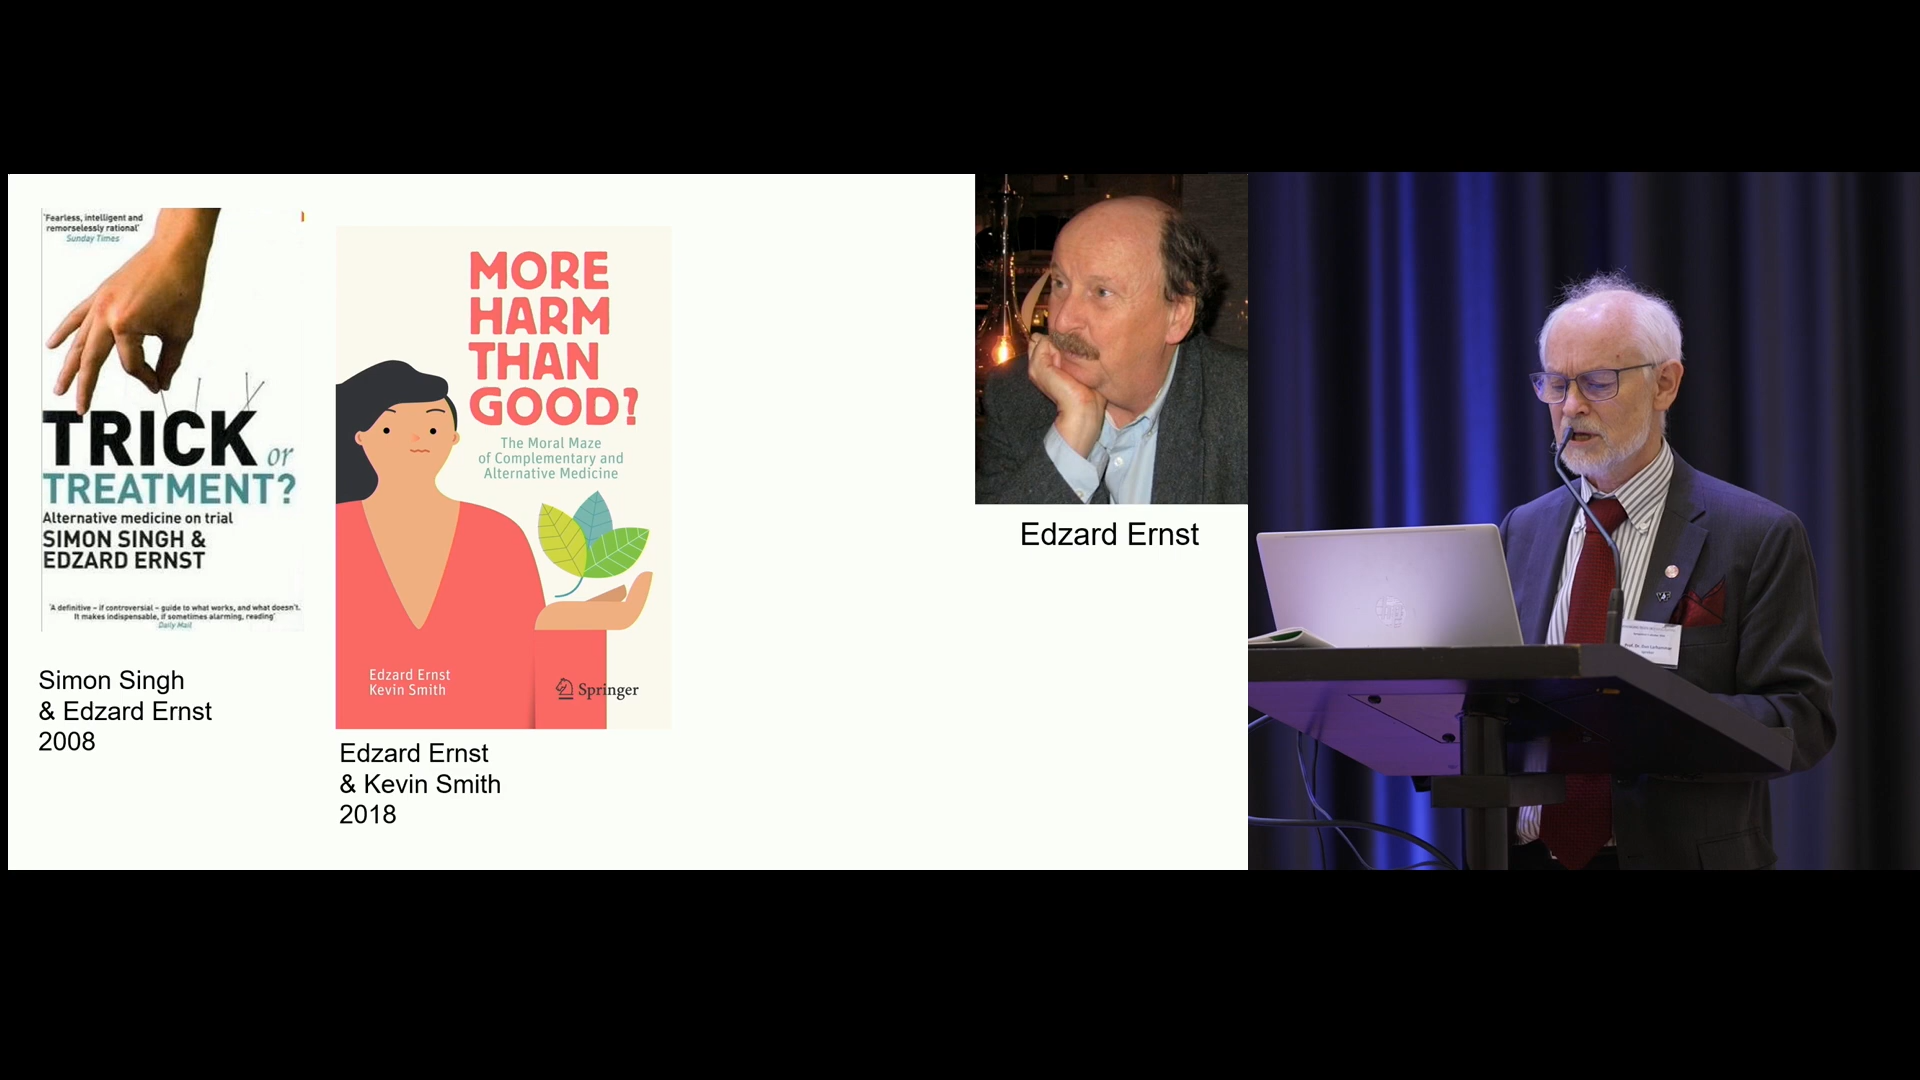 'Fearless, intelligent and
remorselessly rational'
Sunday Times
TRICK or
TREATMENT?
Alternative medicine on trial
SIMON SINGH &
EDZARD ERNST
'A definitive – if controversial – guide to what works, and what doesn't.
It makes indispensable, if sometimes alarming, reading'
Daily Mail
Simon Singh
& Edzard Ernst
2008
MORE
HARM
THAN
GOOD?
The Moral Maze
of Complementary and
Alternative Medicine
Edzard Ernst
Kevin Smith
Springer
Edzard Ernst
& Kevin Smith
2018
Edzard Ernst
Prof. Dr.